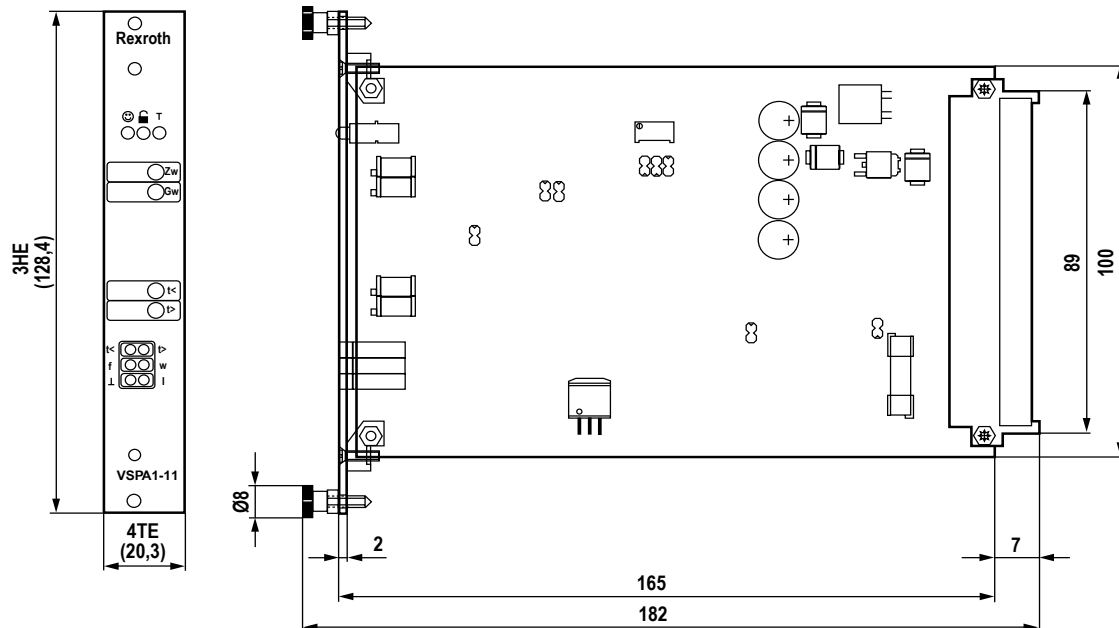 Rexroth
T
Zw
Gw
t<
t>
t< t>
f w
⊥ I
VSPA1-11
3HE
(128,4)
4TE
(20,3)
Ø8
2
165
182
7
89
100
+
+
+
+